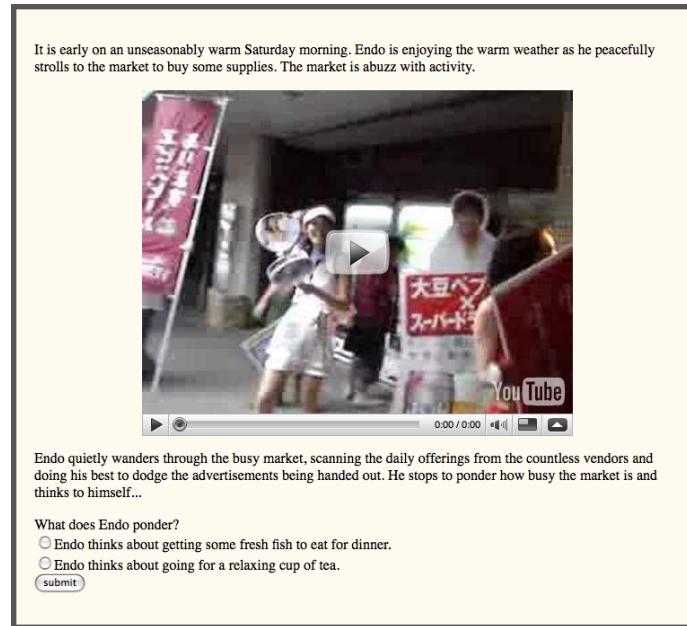 It is early on an unseasonably warm Saturday morning. Endo is enjoying the warm weather as he peacefully
strolls to the market to buy some supplies. The market is abuzz with activity.
大豆ペプ
×
スーパードラ
You Tube
0:00 / 0:00
Endo quietly wanders through the busy market, scanning the daily offerings from the countless vendors and
doing his best to dodge the advertisements being handed out. He stops to ponder how busy the market is and
thinks to himself...
What does Endo ponder?
Endo thinks about getting some fresh fish to eat for dinner.
Endo thinks about going for a relaxing cup of tea.
submit